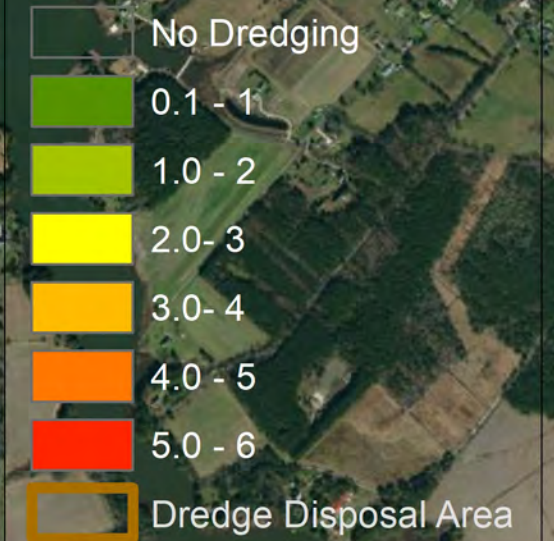 No Dredging
0.1 - 1
1.0 - 2
2.0- 3
3.0- 4
4.0 - 5
5.0 - 6
Dredge Disposal Area